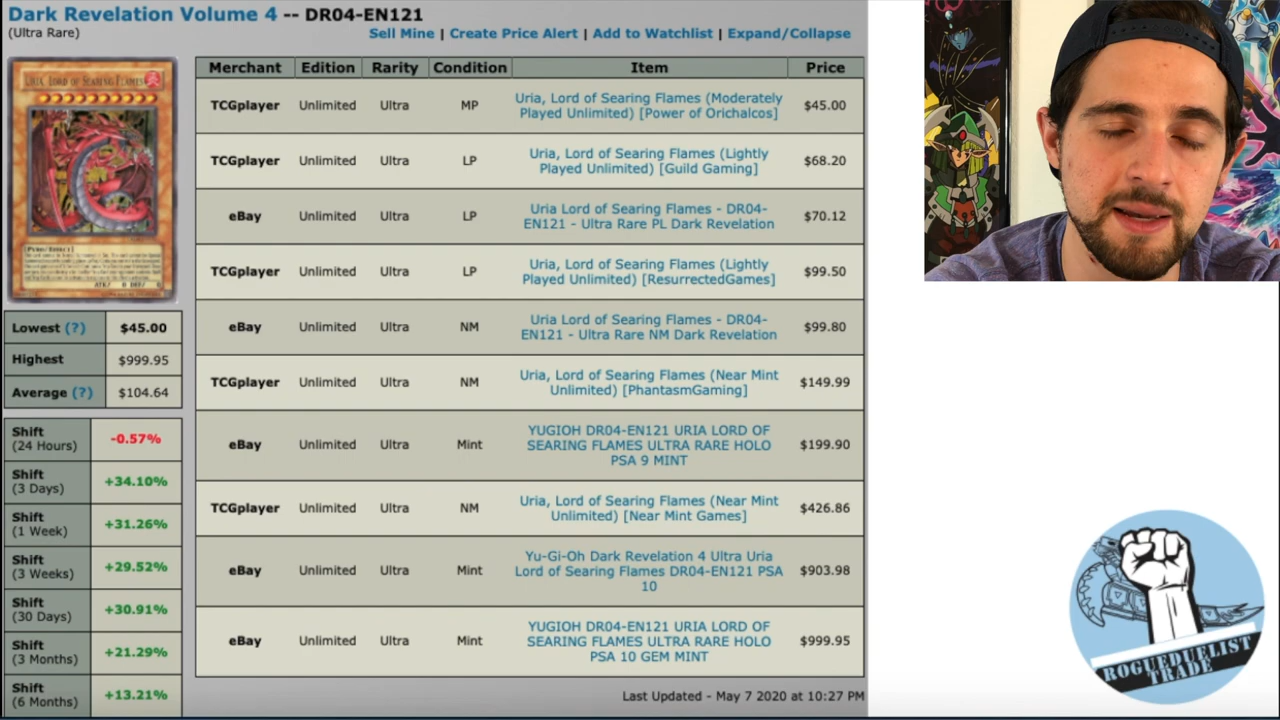 Dark Revelation Volume 4 -- DR04-EN121
(Ultra Rare)
Sell Mine | Create Price Alert | Add to Watchlist | Expand/Collapse
URIA, LORD OF SEARING FLAMES
Merchant Edition Rarity Condition Item Price
TCGplayer Unlimited Ultra MP Uria, Lord of Searing Flames (Moderately
Played Unlimited) [Power of Orichalcos] $45.00
TCGplayer Unlimited Ultra LP Uria, Lord of Searing Flames (Lightly
Played Unlimited) [Guild Gaming] $68.20
eBay Unlimited Ultra LP Uria Lord of Searing Flames - DR04-
EN121 - Ultra Rare PL Dark Revelation $70.12
TCGplayer Unlimited Ultra LP Uria, Lord of Searing Flames (Lightly
Played Unlimited) [ResurrectedGames] $99.50
eBay Unlimited Ultra NM Uria Lord of Searing Flames - DR04-
EN121 - Ultra Rare NM Dark Revelation $99.80
TCGplayer Unlimited Ultra NM Uria, Lord of Searing Flames (Near Mint
Unlimited) [PhantasmGaming] $149.99
eBay Unlimited Ultra Mint YUGIOH DR04-EN121 URIA LORD OF
SEARING FLAMES ULTRA RARE HOLO
PSA 9 MINT $199.90
TCGplayer Unlimited Ultra NM Uria, Lord of Searing Flames (Near Mint
Unlimited) [Near Mint Games] $426.86
eBay Unlimited Ultra Mint Yu-Gi-Oh Dark Revelation 4 Ultra Uria
Lord of Searing Flames DR04-EN121 PSA
10 $903.98
eBay Unlimited Ultra Mint YUGIOH DR04-EN121 URIA LORD OF
SEARING FLAMES ULTRA RARE HOLO
PSA 10 GEM MINT $999.95
Last Updated - May 7 2020 at 10:27 PM
Lowest (?) $45.00
Highest $999.95
Average (?) $104.64
Shift
(24 Hours) -0.57%
Shift
(3 Days) +34.10%
Shift
(1 Week) +31.26%
Shift
(3 Weeks) +29.52%
Shift
(30 Days) +30.91%
Shift
(3 Months) +21.29%
Shift
(6 Months) +13.21%
ROGUEDUELIST
TRADE